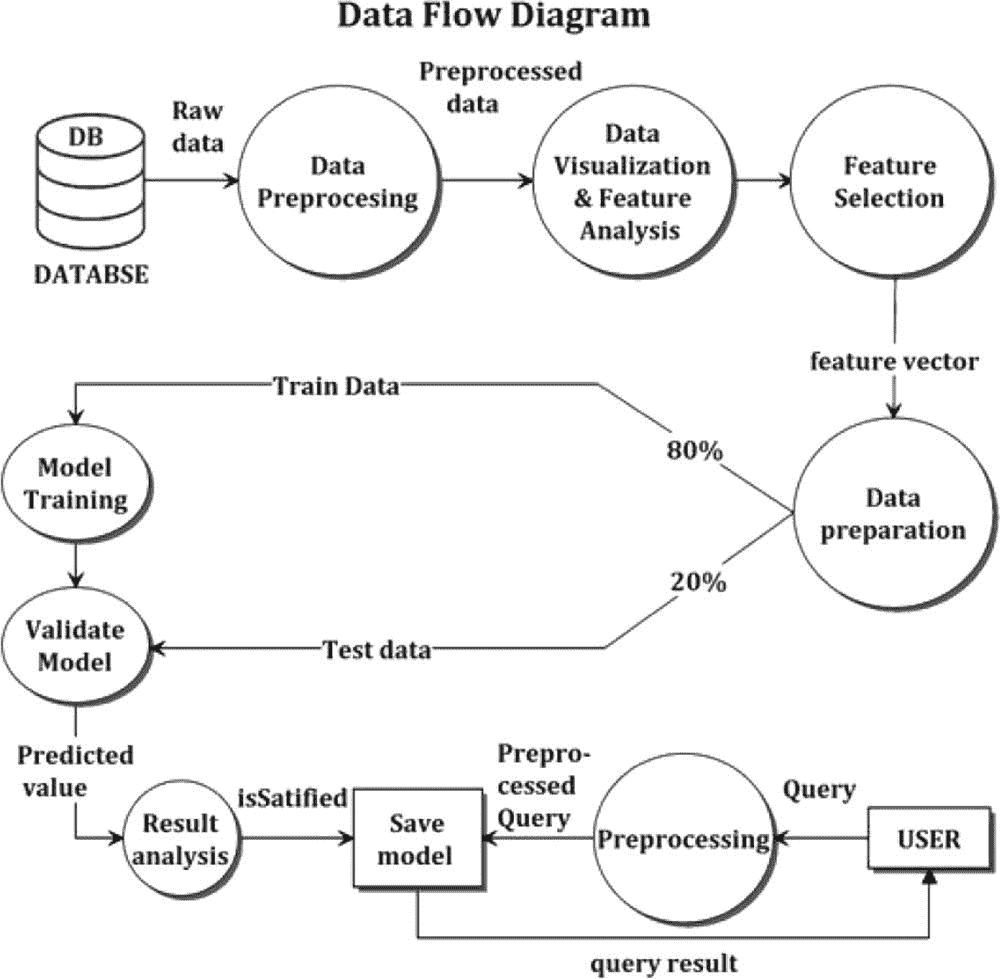 Data Flow Diagram
DB
DATABSE
Raw
data
Data
Preprocesing
Preprocessed
data
Data
Visualization
& Feature
Analysis
Feature
Selection
feature vector
Data
preparation
80%
Train Data
20%
Test data
Model
Training
Validate
Model
Predicted
value
Result
analysis
isSatified
Save
model
Prepro-
cessed
Query
Preprocessing
Query
USER
query result